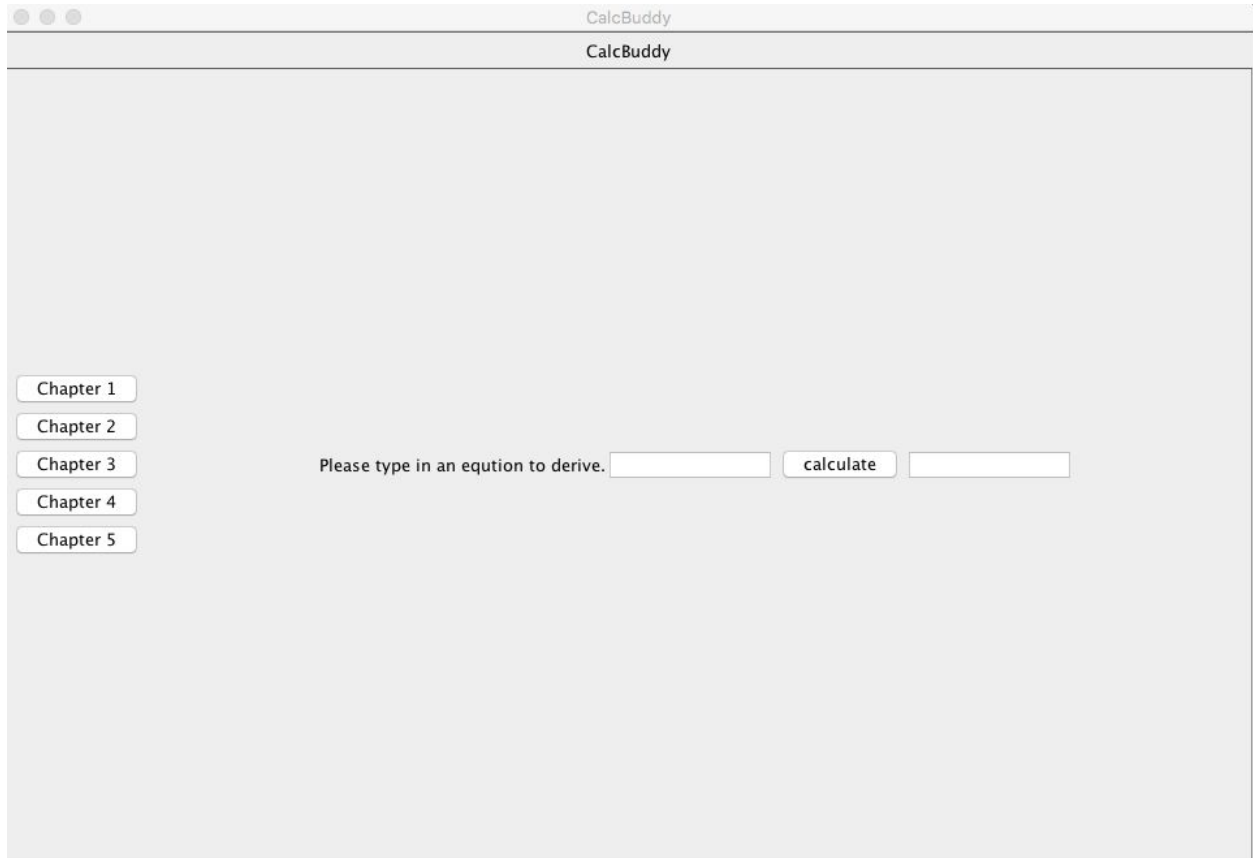 CalcBuddy
CalcBuddy
Chapter 1
Chapter 2
Chapter 3
Chapter 4
Chapter 5
Please type in an eqution to derive. calculate